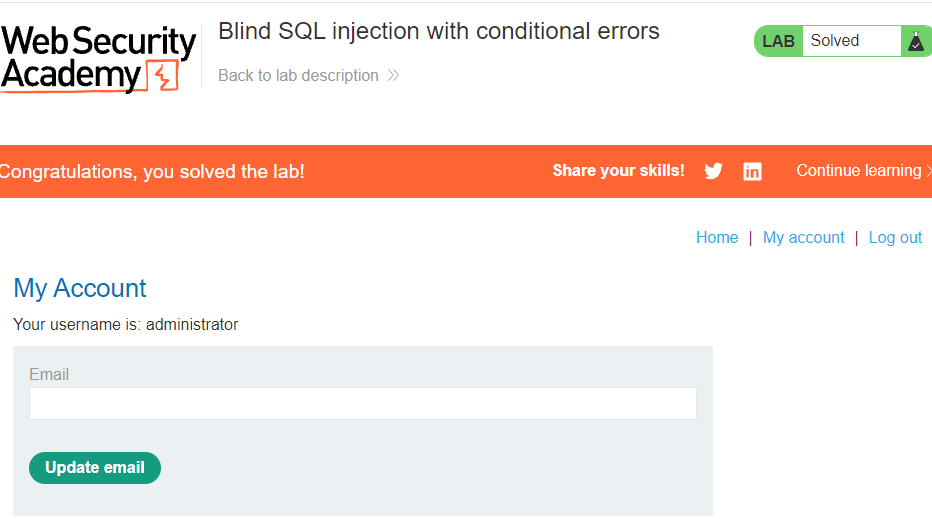 Web Security
Academy
Blind SQL injection with conditional errors
Back to lab description
LAB Solved
Congratulations, you solved the lab!
Share your skills!
Continue learning
Home | My account | Log out
My Account
Your username is: administrator
Email
Update email